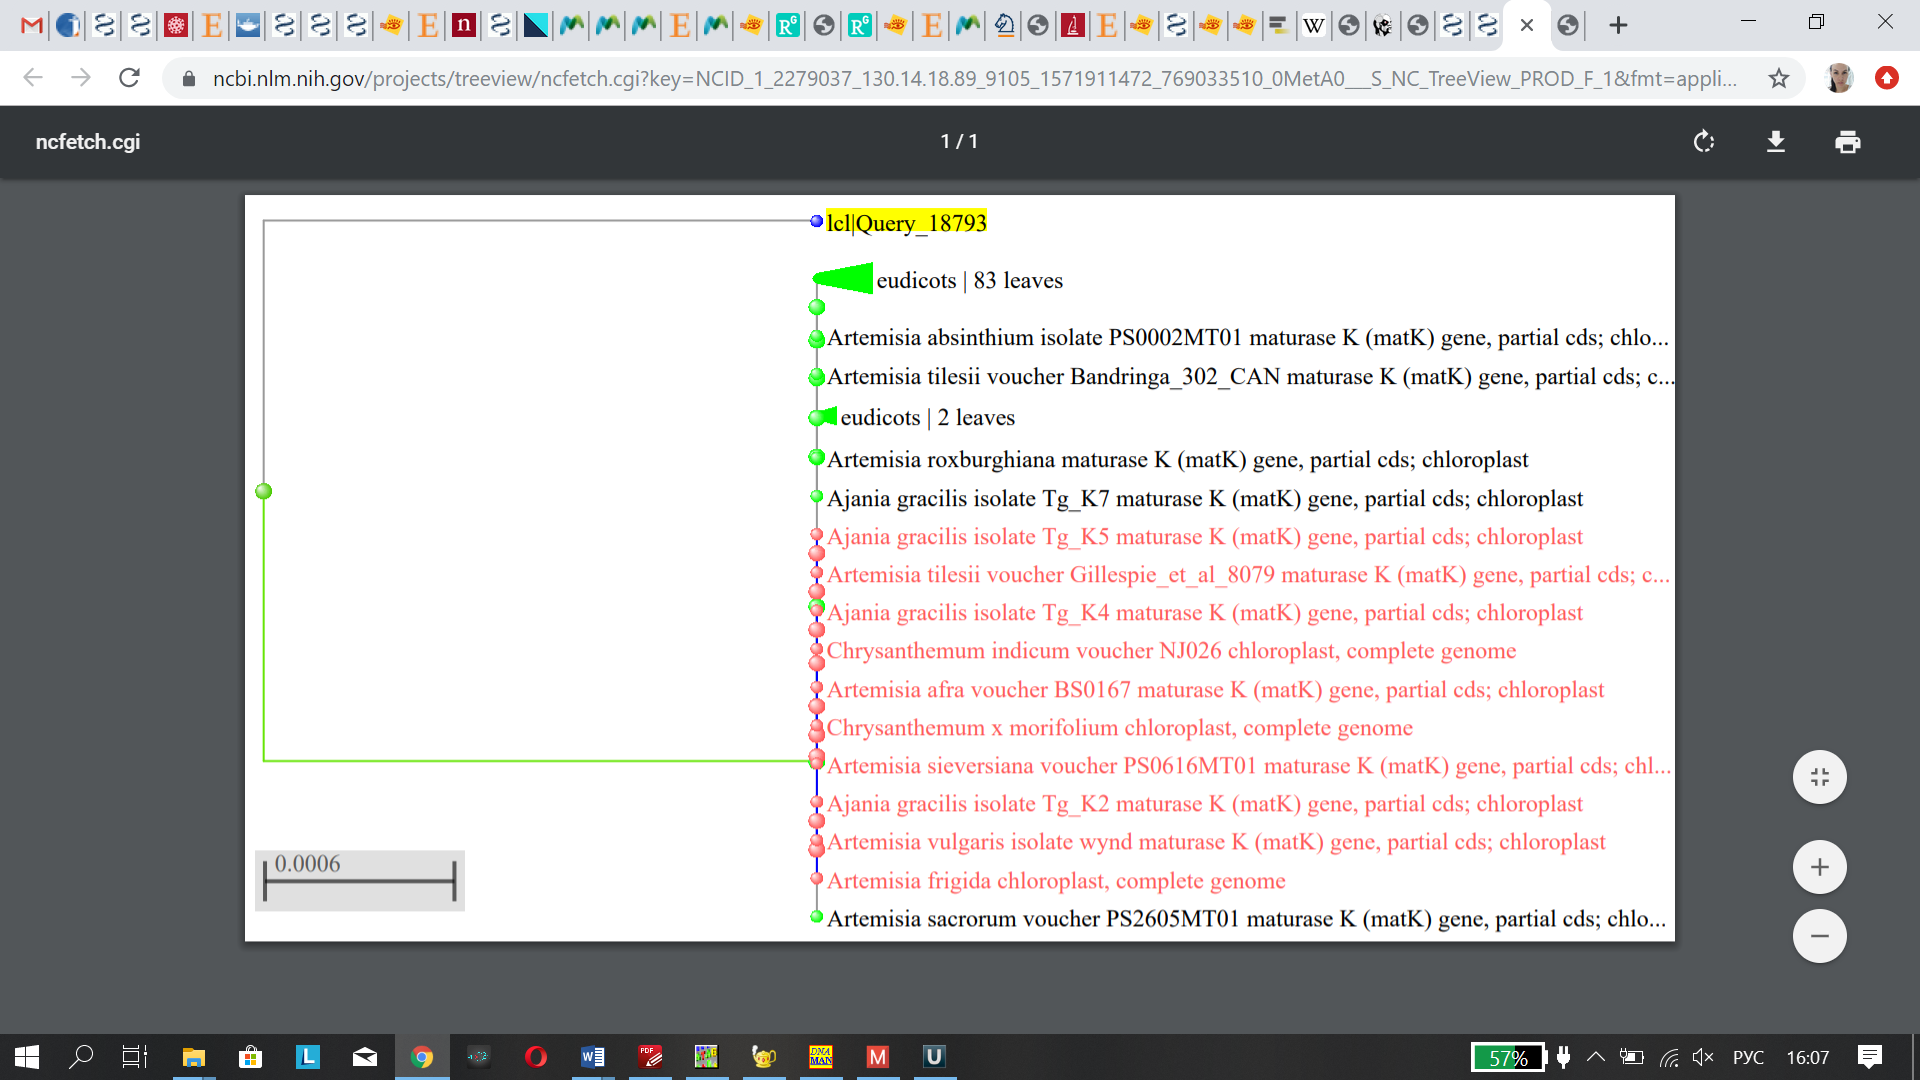 ncbi.nlm.nih.gov/projects/treeview/ncfetch.cgi?key=NCID_1_2279037_130.14.18.89_9105_1571911472_769033510_0MetA0___S_NC_TreeView_PROD_F_1&fmt=appli...
ncfetch.cgi
1 / 1
lcl|Query_18793
eudicots | 83 leaves
Artemisia absinthium isolate PS0002MT01 maturase K (matK) gene, partial cds; chlo...
Artemisia tilesii voucher Bandringa_302_CAN maturase K (matK) gene, partial cds; c...
eudicots | 2 leaves
Artemisia roxburghiana maturase K (matK) gene, partial cds; chloroplast
Ajania gracilis isolate Tg_K7 maturase K (matK) gene, partial cds; chloroplast
Ajania gracilis isolate Tg_K5 maturase K (matK) gene, partial cds; chloroplast
Artemisia tilesii voucher Gillespie_et_al_8079 maturase K (matK) gene, partial cds; c...
Ajania gracilis isolate Tg_K4 maturase K (matK) gene, partial cds; chloroplast
Chrysanthemum indicum voucher NJ026 chloroplast, complete genome
Artemisia afra voucher BS0167 maturase K (matK) gene, partial cds; chloroplast
Chrysanthemum x morifolium chloroplast, complete genome
Artemisia sieversiana voucher PS0616MT01 maturase K (matK) gene, partial cds; chl...
Ajania gracilis isolate Tg_K2 maturase K (matK) gene, partial cds; chloroplast
Artemisia vulgaris isolate wynd maturase K (matK) gene, partial cds; chloroplast
0.0006
Artemisia frigida chloroplast, complete genome
Artemisia sacrorum voucher PS2605MT01 maturase K (matK) gene, partial cds; chlo...
57%
РУС
16:07